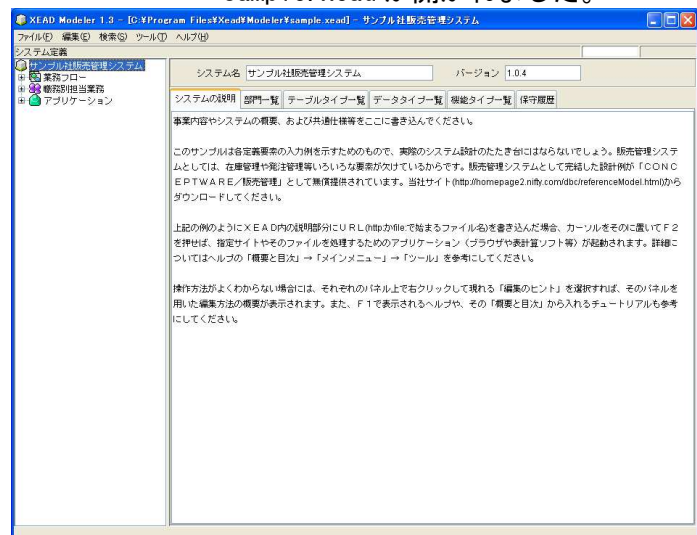 XEAD Modeler 1.3 - [C:¥Program Files¥Xead¥Modeler¥sample.xead] - サンプル社販売管理システム
ファイル(F) 編集(E) 検索(S) ツール(T) ヘルプ(H)
システム定義
サンプル社販売管理システム
業務フロー
職務別担当業務
アプリケーション
システム名 サンプル社販売管理システム バージョン 1.0.4
システムの説明 部門一覧 テーブルタイプ一覧 データタイプ一覧 機能タイプ一覧 保守履歴
事業内容やシステムの概要、および共通仕様等をここに書き込んでください。
このサンプルは各定義要素の入力例を示すためのもので、実際のシステム設計のたたき台にはならないでしょう。販売管理システ
ムとしては、在庫管理や発注管理等いろいろな要素が欠けているからです。販売管理システムとして完結した設計例が「ＣＯＮＣ
ＥＰＴＷＡＲＥ／販売管理」として無償提供されています。当社サイト(http://homepage2.nifty.com/dbc/referenceModel.html)から
ダウンロードしてください。
上記の例のようにＸＥＡＤ内の説明部分にＵＲＬ(http:かfile:で始まるファイル名)を書き込んだ場合、カーソルをそのに置いてＦ２
を押せば、指定サイトやそのファイルを処理するためのアプリケーション（ブラウザや表計算ソフト等）が起動されます。詳細に
ついてはヘルプの「概要と目次」→「メインメニュー」→「ツール」を参考にしてください。
操作方法がよくわからない場合には、それぞれのパネル上で右クリックして現れる「編集のヒント」を選択すれば、そのパネルを
用いた編集方法の概要が表示されます。また、Ｆ１で表示されるヘルプや、その「概要と目次」から入れるチュートリアルも参考
にしてください。